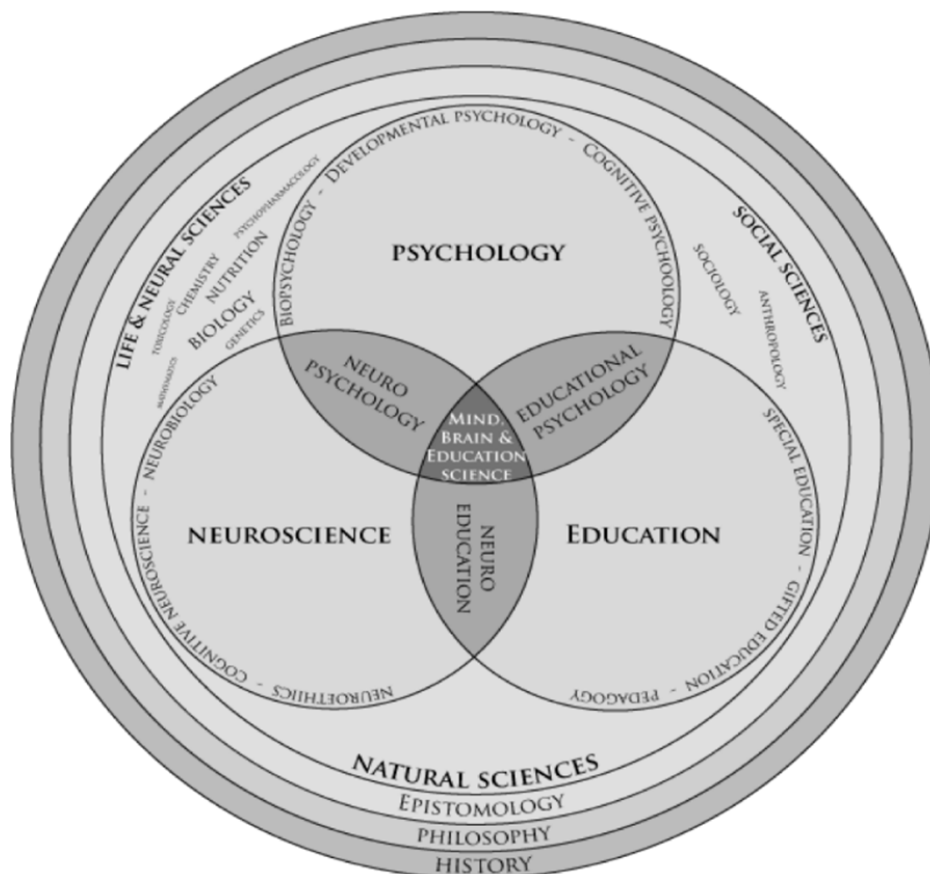 DEVELOPMENTAL PSYCHOLOGY - COGNITIVE PSYCHOOLOGY
BIOPSYCHOLOGY -
PSYCHOLOGY
LIFE & NEURAL SCIENCES
PSYCHOPHARMACOLOGY
NUTRITION
CHEMISTRY
TOXICOLOGY
BIOLOGY
GENETICS
SOCIAL SCIENCES
SOCIOLOGY
ANTHROPOLOGY
NEURO
PSYCHOLOGY
EDUCATIONAL
PSYCHOLOGY
MIND,
BRAIN &
EDUCATION
SCIENCE
NEUROSCIENCE
EDUCATION
NEURO
EDUCATION
NEUROETHIICS - COGNITIVE NEUROSCIENCE - NEUROBIOLOGY
SPECIAL EDUCATION - GIFTED EDUCATION - PEDAGOGY
NATURAL SCIENCES
EPISTOMOLOGY
PHILOSOPHY
HISTORY